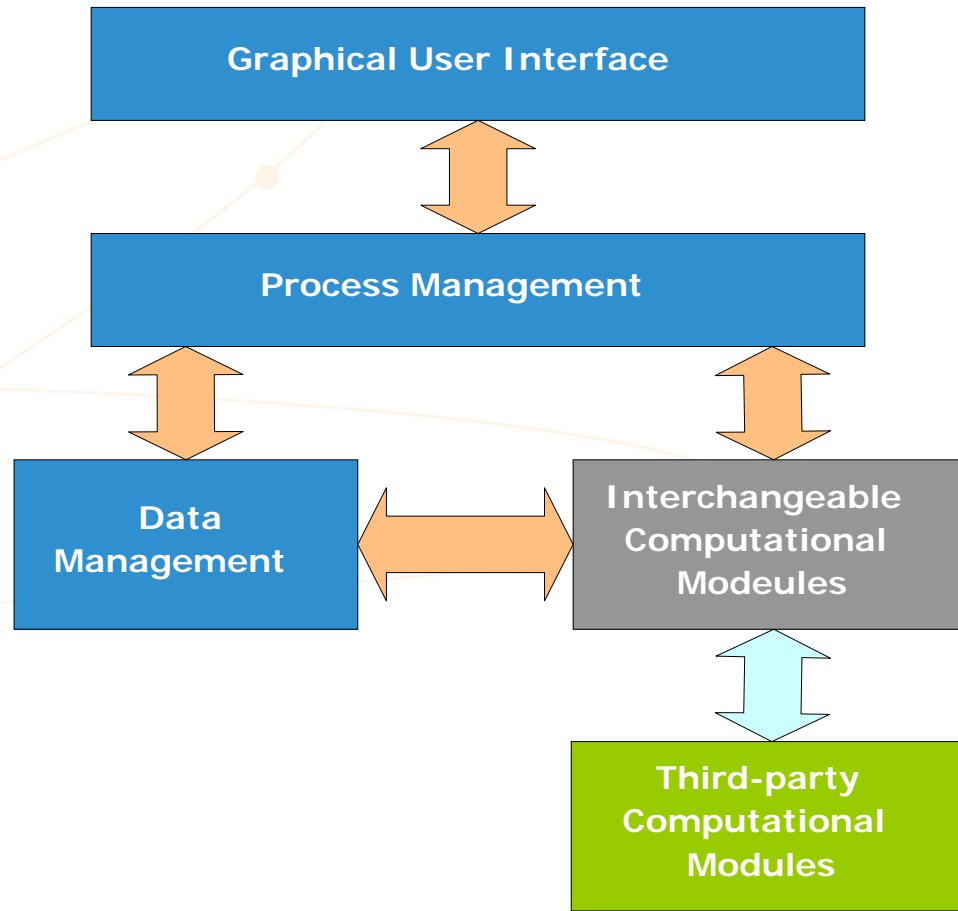 Graphical User Interface
Process Management
Data
Management
Interchangeable
Computational
Modeules
Third-party
Computational
Modules